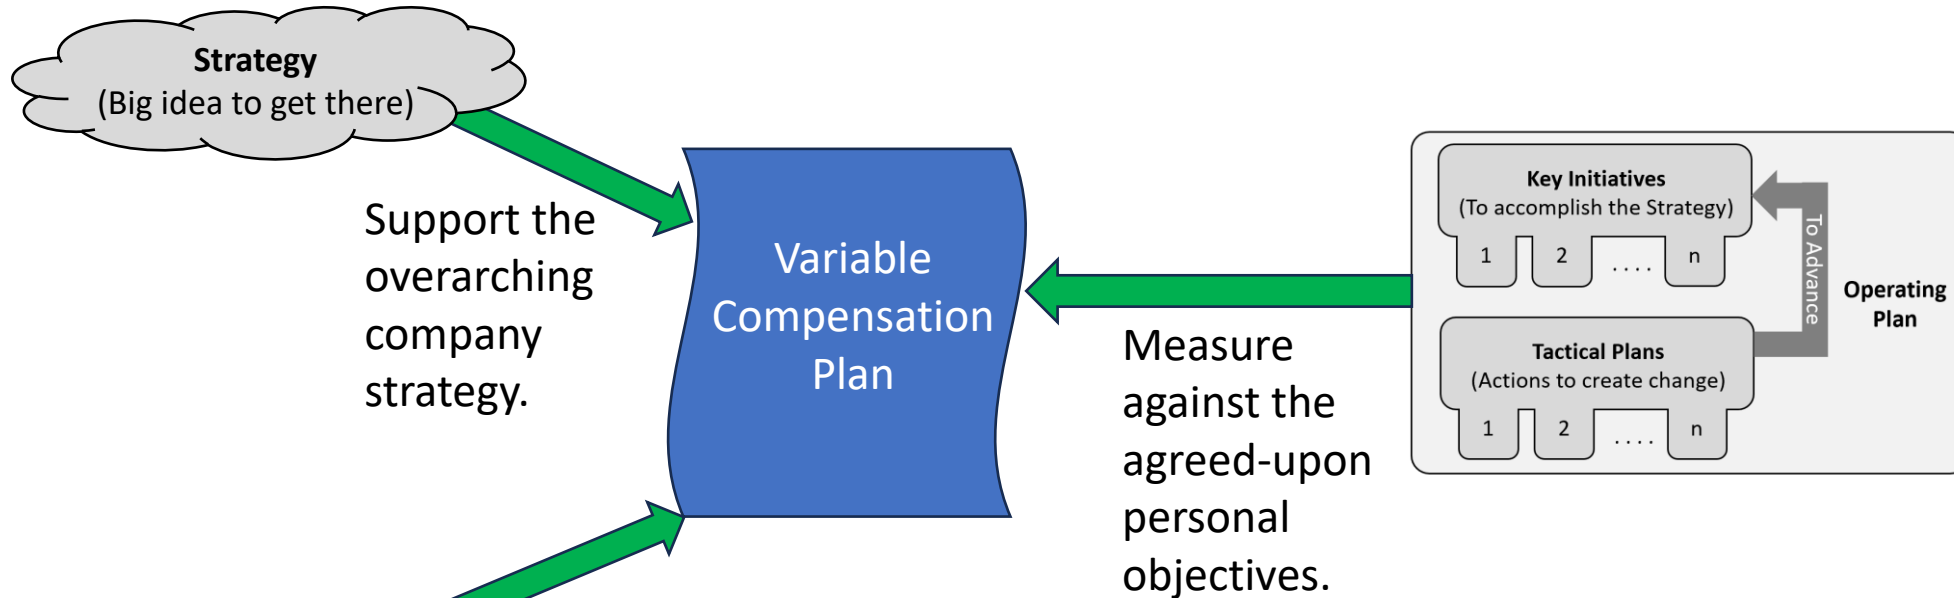 Strategy
(Big idea to get there)
Support the
overarching
company
strategy.
Variable
Compensation
Plan
Measure
against the
agreed-upon
personal
objectives.
Key Initiatives
(To accomplish the Strategy)
1 2 .... n
To Advance
Operating
Plan
Tactical Plans
(Actions to create change)
1 2 .... n